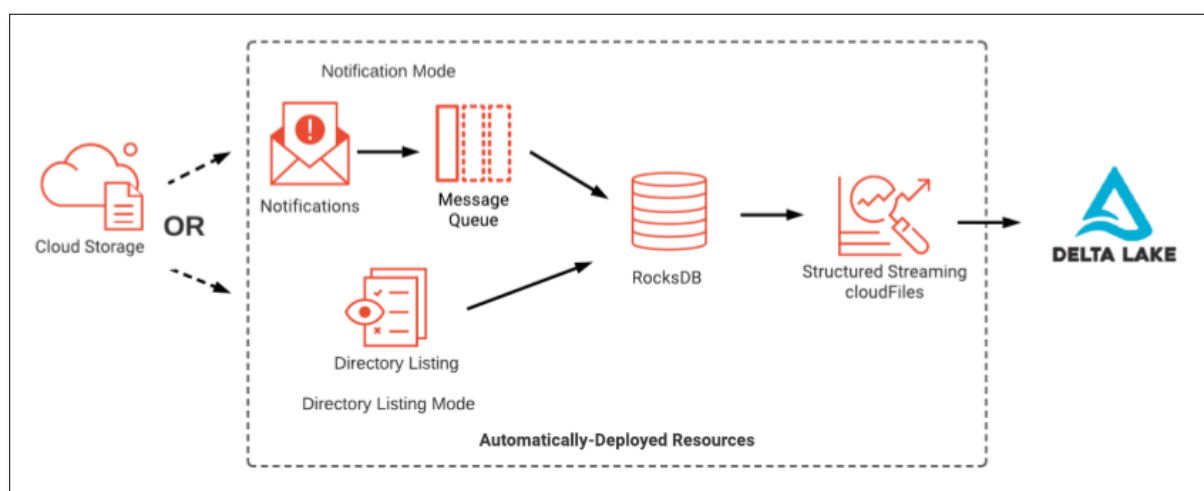 Notification Mode
Cloud Storage
OR
Notifications
Message
Queue
Directory Listing
Directory Listing Mode
RocksDB
Structured Streaming
cloudFiles
DELTA LAKE
Automatically-Deployed Resources